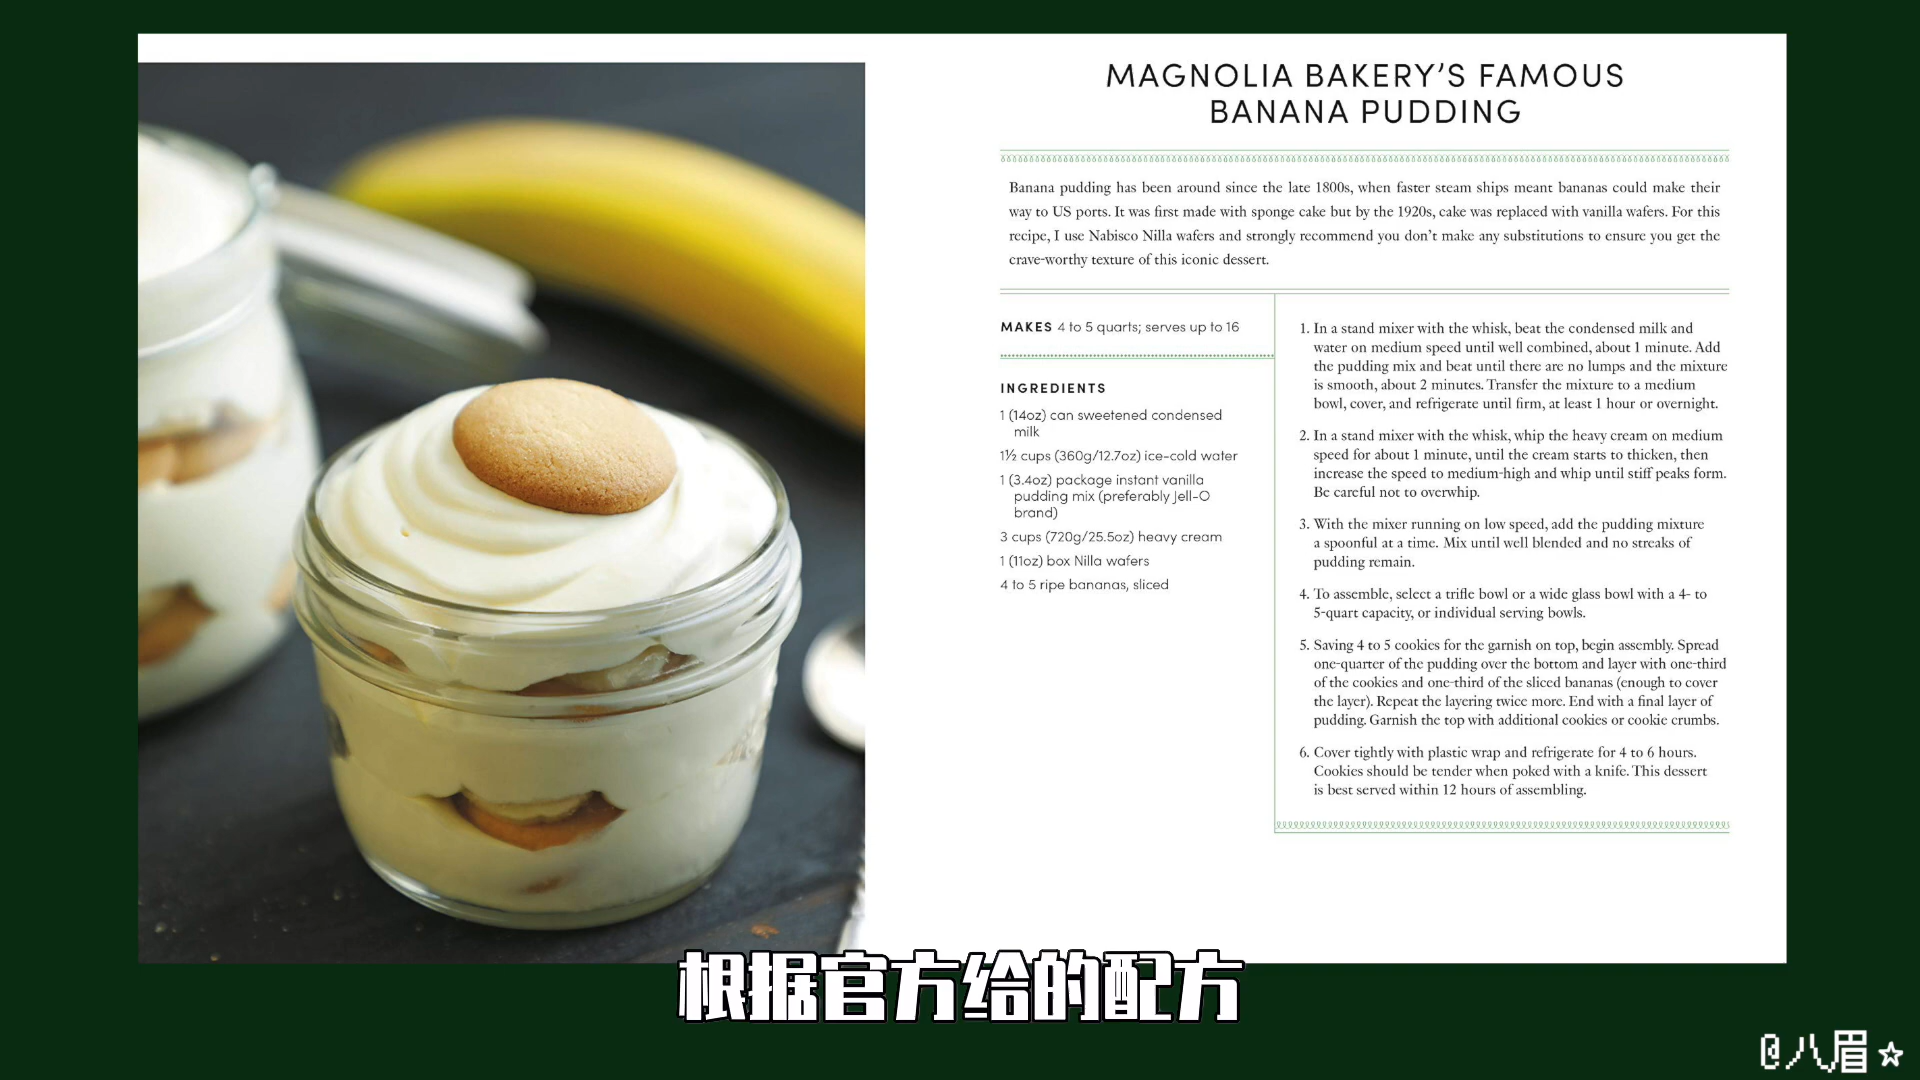 MAGNOLIA BAKERY’S FAMOUS
BANANA PUDDING
Banana pudding has been around since the late 1800s, when faster steam ships meant bananas could make their
way to US ports. It was first made with sponge cake but by the 1920s, cake was replaced with vanilla wafers. For this
recipe, I use Nabisco Nilla wafers and strongly recommend you don’t make any substitutions to ensure you get the
crave-worthy texture of this iconic dessert.
MAKES 4 to 5 quarts; serves up to 16
INGREDIENTS
1 (14oz) can sweetened condensed
milk
1½ cups (360g/12.7oz) ice-cold water
1 (3.4oz) package instant vanilla
pudding mix (preferably Jell-O
brand)
3 cups (720g/25.5oz) heavy cream
1 (11oz) box Nilla wafers
4 to 5 ripe bananas, sliced
1. In a stand mixer with the whisk, beat the condensed milk and
water on medium speed until well combined, about 1 minute. Add
the pudding mix and beat until there are no lumps and the mixture
is smooth, about 2 minutes. Transfer the mixture to a medium
bowl, cover, and refrigerate until firm, at least 1 hour or overnight.
2. In a stand mixer with the whisk, whip the heavy cream on medium
speed for about 1 minute, until the cream starts to thicken, then
increase the speed to medium-high and whip until stiff peaks form.
Be careful not to overwhip.
3. With the mixer running on low speed, add the pudding mixture
a spoonful at a time. Mix until well blended and no streaks of
pudding remain.
4. To assemble, select a trifle bowl or a wide glass bowl with a 4- to
5-quart capacity, or individual serving bowls.
5. Saving 4 to 5 cookies for the garnish on top, begin assembly. Spread
one-quarter of the pudding over the bottom and layer with one-third
of the cookies and one-third of the sliced bananas (enough to cover
the layer). Repeat the layering twice more. End with a final layer of
pudding. Garnish the top with additional cookies or cookie crumbs.
6. Cover tightly with plastic wrap and refrigerate for 4 to 6 hours.
Cookies should be tender when poked with a knife. This dessert
is best served within 12 hours of assembling.
根据官方给的配方
@八眉☆